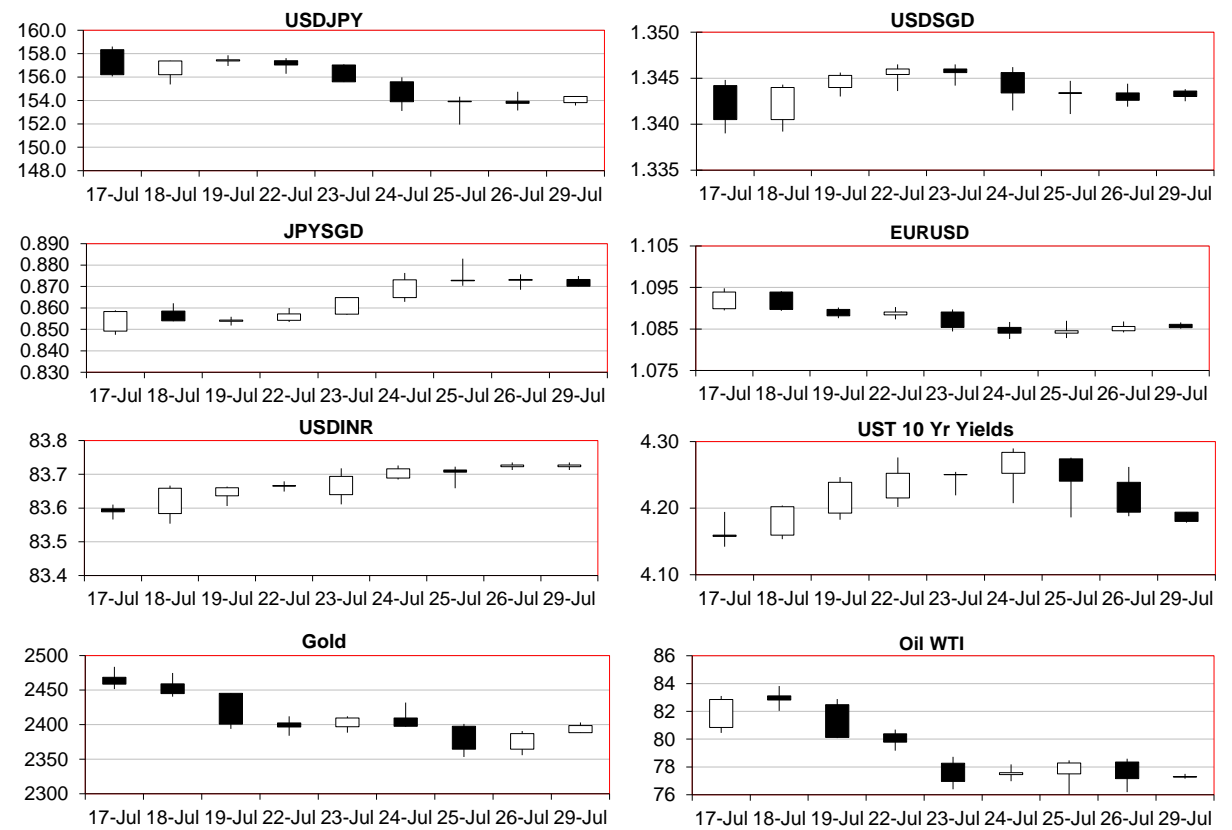 USDJPY
160.0
158.0
156.0
154.0
152.0
150.0
148.0
17-Jul 18-Jul 19-Jul 22-Jul 23-Jul 24-Jul 25-Jul 26-Jul 29-Jul
USDSGD
1.350
1.345
1.340
1.335
17-Jul 18-Jul 19-Jul 22-Jul 23-Jul 24-Jul 25-Jul 26-Jul 29-Jul
JPYSGD
0.890
0.880
0.870
0.860
0.850
0.840
0.830
17-Jul 18-Jul 19-Jul 22-Jul 23-Jul 24-Jul 25-Jul 26-Jul 29-Jul
EURUSD
1.105
1.095
1.085
1.075
17-Jul 18-Jul 19-Jul 22-Jul 23-Jul 24-Jul 25-Jul 26-Jul 29-Jul
USDINR
83.8
83.7
83.6
83.5
83.4
17-Jul 18-Jul 19-Jul 22-Jul 23-Jul 24-Jul 25-Jul 26-Jul 29-Jul
UST 10 Yr Yields
4.30
4.20
4.10
17-Jul 18-Jul 19-Jul 22-Jul 23-Jul 24-Jul 25-Jul 26-Jul 29-Jul
Gold
2500
2450
2400
2350
2300
17-Jul 18-Jul 19-Jul 22-Jul 23-Jul 24-Jul 25-Jul 26-Jul 29-Jul
Oil WTI
86
84
82
80
78
76
17-Jul 18-Jul 19-Jul 22-Jul 23-Jul 24-Jul 25-Jul 26-Jul 29-Jul